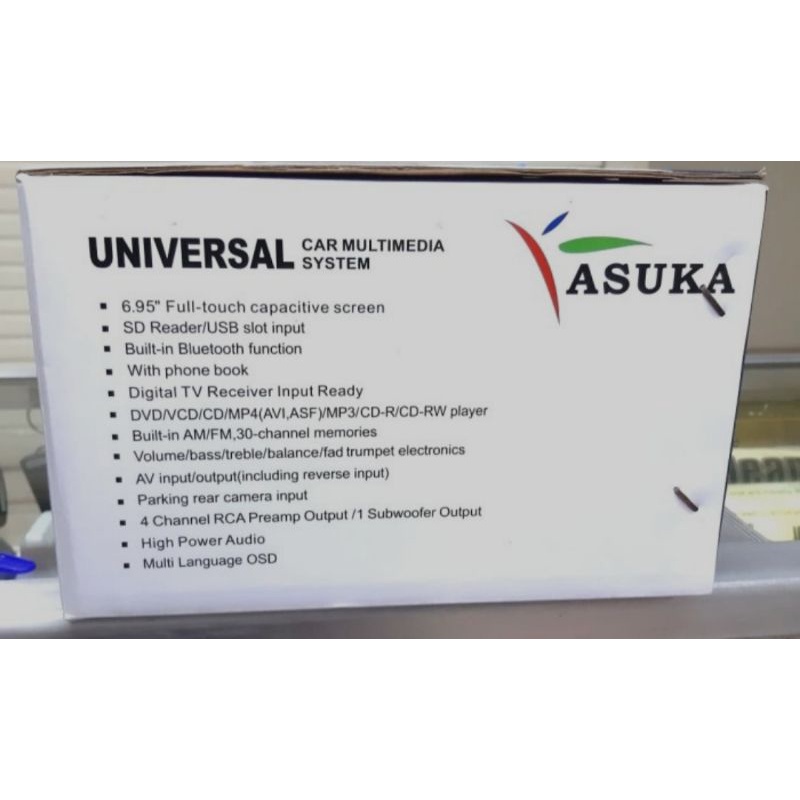 UNIVERSAL CAR MULTIMEDIA SYSTEM
ASUKA
▪ 6.95" Full-touch capacitive screen
▪ SD Reader/USB slot input
▪ Built-in Bluetooth function
▪ With phone book
▪ Digital TV Receiver Input Ready
▪ DVD/VCD/CD/MP4(AVI,ASF)/MP3/CD-R/CD-RW player
▪ Built-in AM/FM,30-channel memories
▪ Volume/bass/treble/balance/fad trumpet electronics
▪ AV input/output(including reverse input)
▪ Parking rear camera input
▪ 4 Channel RCA Preamp Output /1 Subwoofer Output
▪ High Power Audio
▪ Multi Language OSD